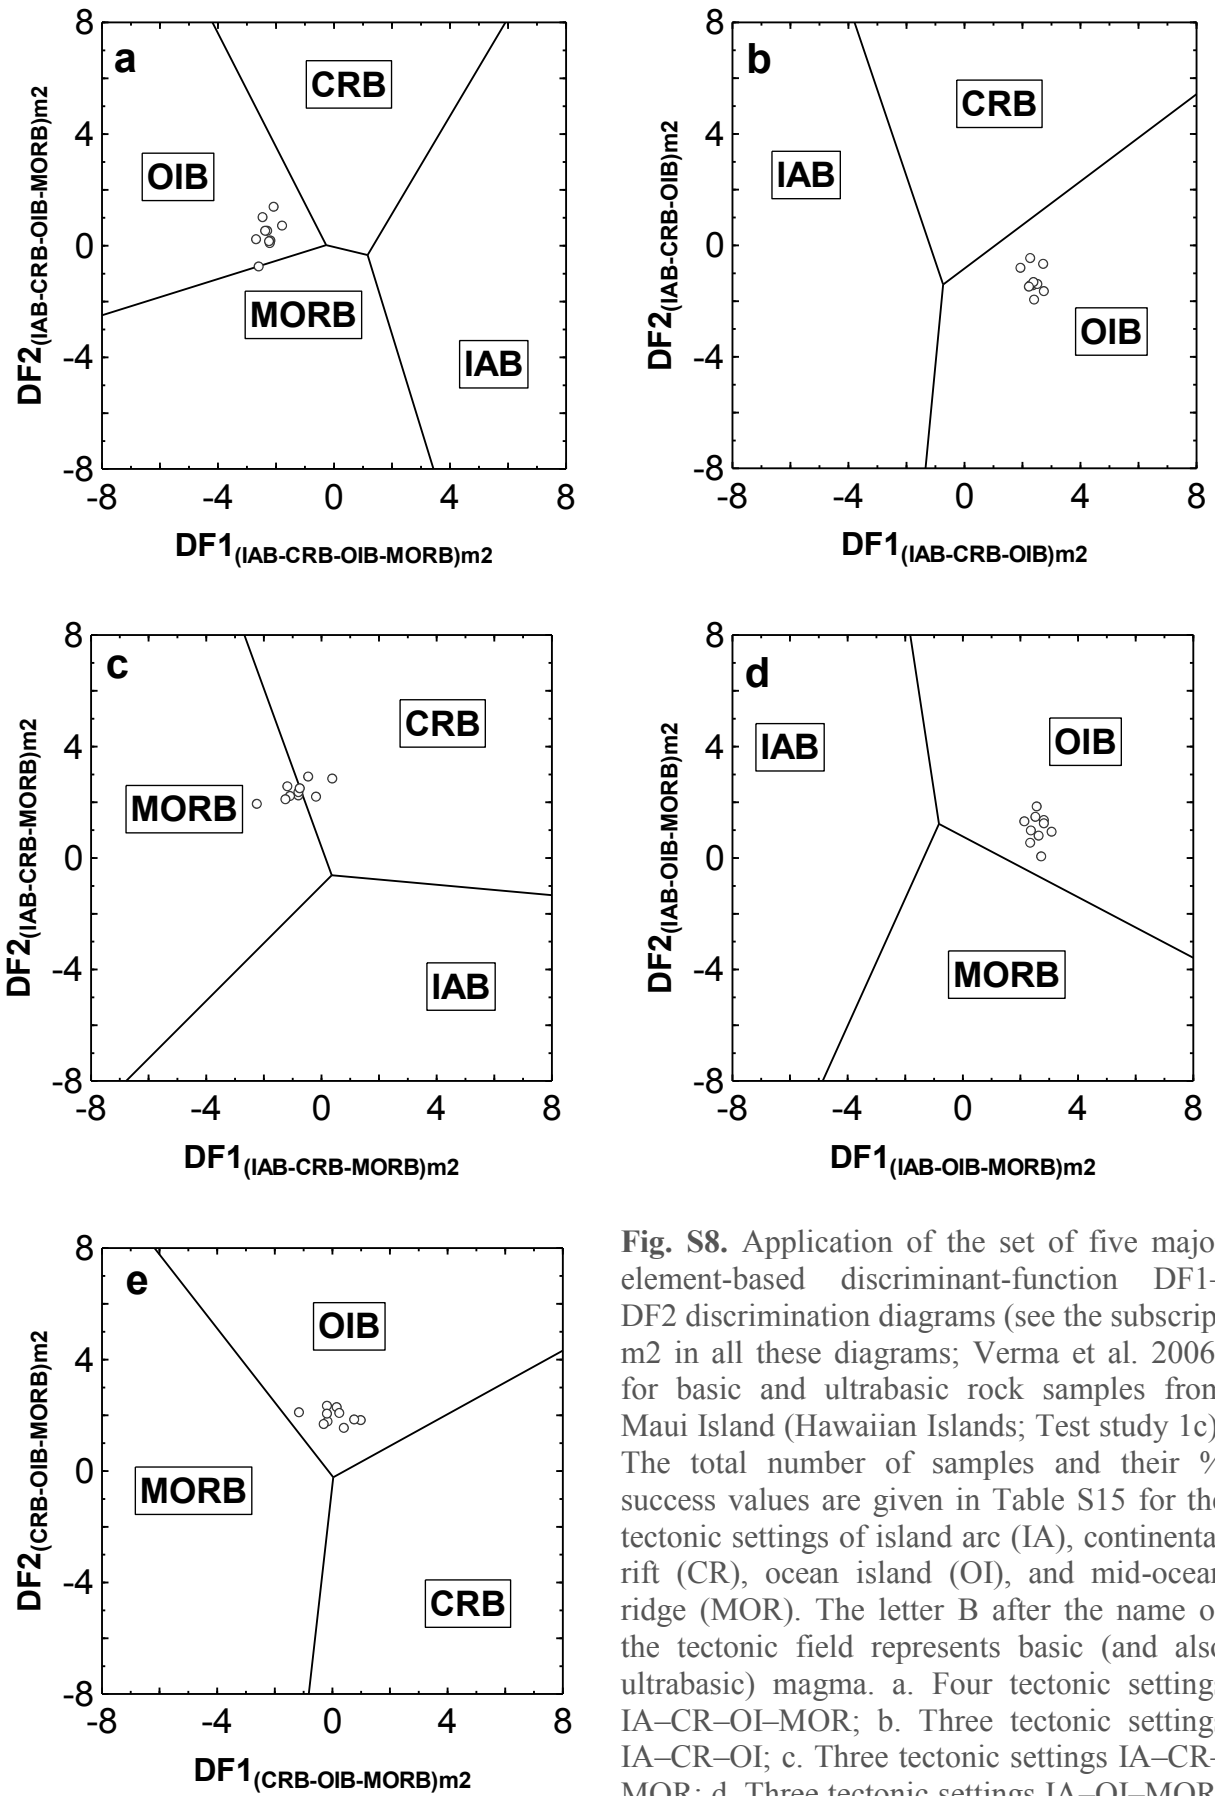 a
8
4
0
-4
-8
-8 -4 0 4 8
CRB
OIB
MORB
IAB
DF2(IAB-CRB-OIB-MORB)m2
DF1(IAB-CRB-OIB-MORB)m2
b
8
4
0
-4
-8
-8 -4 0 4 8
CRB
IAB
OIB
DF2(IAB-CRB-OIB)m2
DF1(IAB-CRB-OIB)m2
c
8
4
0
-4
-8
-8 -4 0 4 8
CRB
MORB
IAB
DF2(IAB-CRB-MORB)m2
DF1(IAB-CRB-MORB)m2
d
8
4
0
-4
-8
-8 -4 0 4 8
IAB
OIB
MORB
DF2(IAB-OIB-MORB)m2
DF1(IAB-OIB-MORB)m2
e
8
4
0
-4
-8
-8 -4 0 4 8
OIB
MORB
CRB
DF2(CRB-OIB-MORB)m2
DF1(CRB-OIB-MORB)m2
Fig. S8. Application of the set of five majo
element-based discriminant-function DF1–
DF2 discrimination diagrams (see the subscrip
m2 in all these diagrams; Verma et al. 2006
for basic and ultrabasic rock samples from
Maui Island (Hawaiian Islands; Test study 1c)
The total number of samples and their %
success values are given in Table S15 for the
tectonic settings of island arc (IA), continenta
rift (CR), ocean island (OI), and mid-ocean
ridge (MOR). The letter B after the name o
the tectonic field represents basic (and also
ultrabasic) magma. a. Four tectonic setting
IA–CR–OI–MOR; b. Three tectonic setting
IA–CR–OI; c. Three tectonic settings IA–CR–
MOR; d. Three tectonic settings IA–OI–MOR